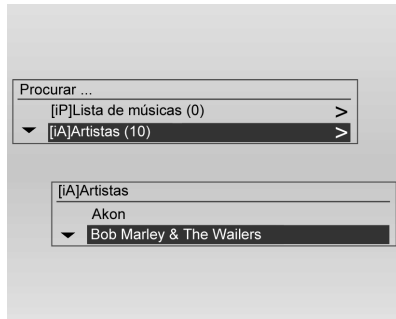 Procurar ...
[iP]Lista de músicas (0) >
[iA]Artistas (10) >
[iA]Artistas
Akon
Bob Marley & The Wailers